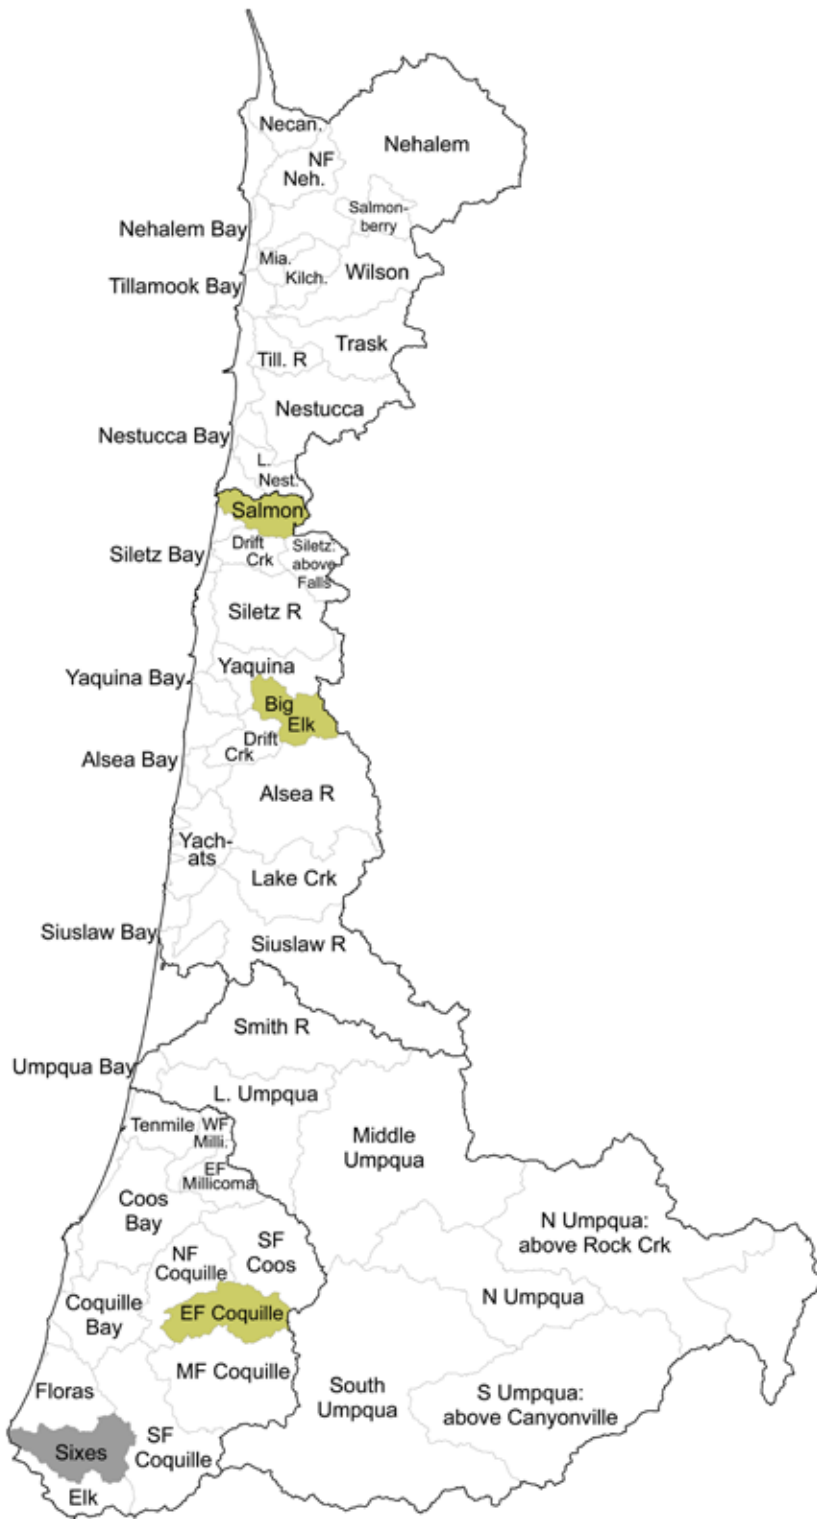 Necan.
Nehalem
NF
Neh.
Salmon-
berry
Nehalem Bay
Mia.
Kilch.
Wilson
Tillamook Bay
Trask
Till. R
Nestucca
Nestucca Bay
L.
Nest.
Salmon
Drift
Crk
Siletz:
above
Falls
Siletz Bay
Siletz R
Yaquina
Yaquina Bay
Big
Elk
Drift
Crk
Alsea Bay
Alsea R
Yach-
ats
Lake Crk
Siuslaw Bay
Siuslaw R
Smith R
Umpqua Bay
L. Umpqua
Tenmile
WF
Milli.
Middle
Umpqua
EF
Millicoma
Coos
Bay
N Umpqua:
above Rock Crk
SF
Coos
NF
Coquille
N Umpqua
Coquille
Bay
EF Coquille
MF Coquille
South
Umpqua
S Umpqua:
above Canyonville
Floras
SF
Coquille
Sixes
Elk